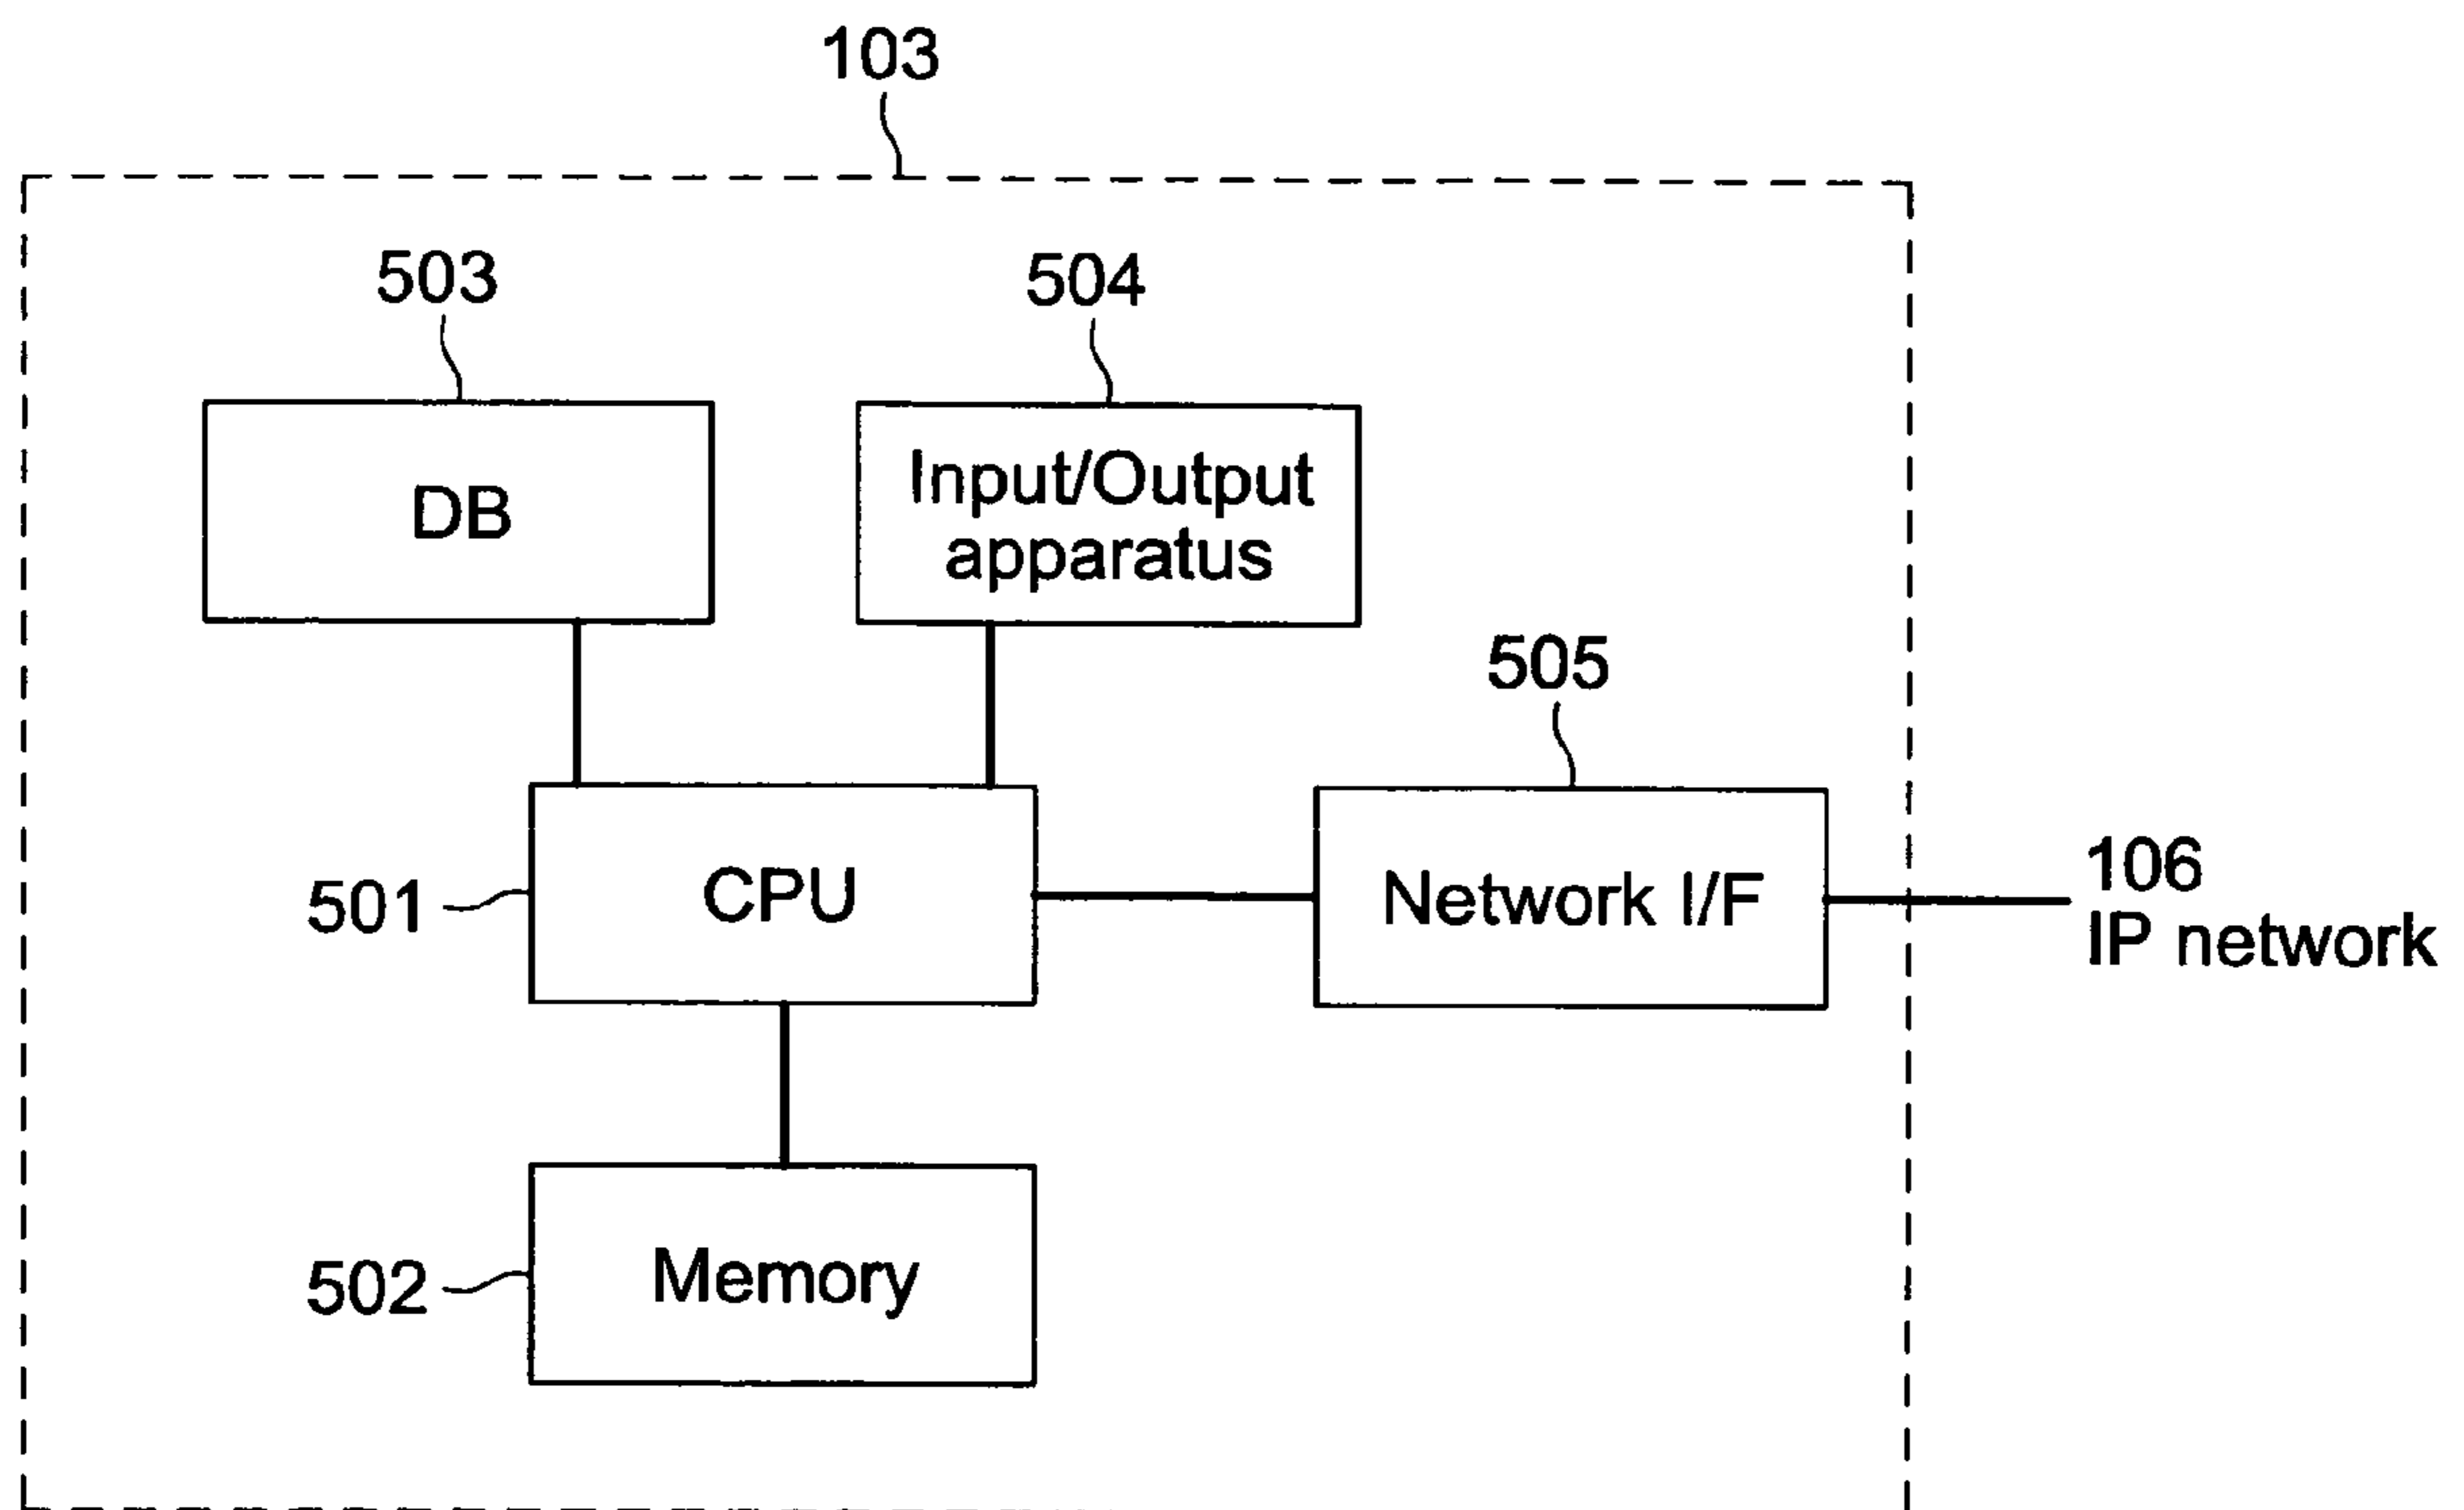 103
503
504
DB
Input/Output
apparatus
505
501
CPU
Network I/F
106
IP network
502
Memory